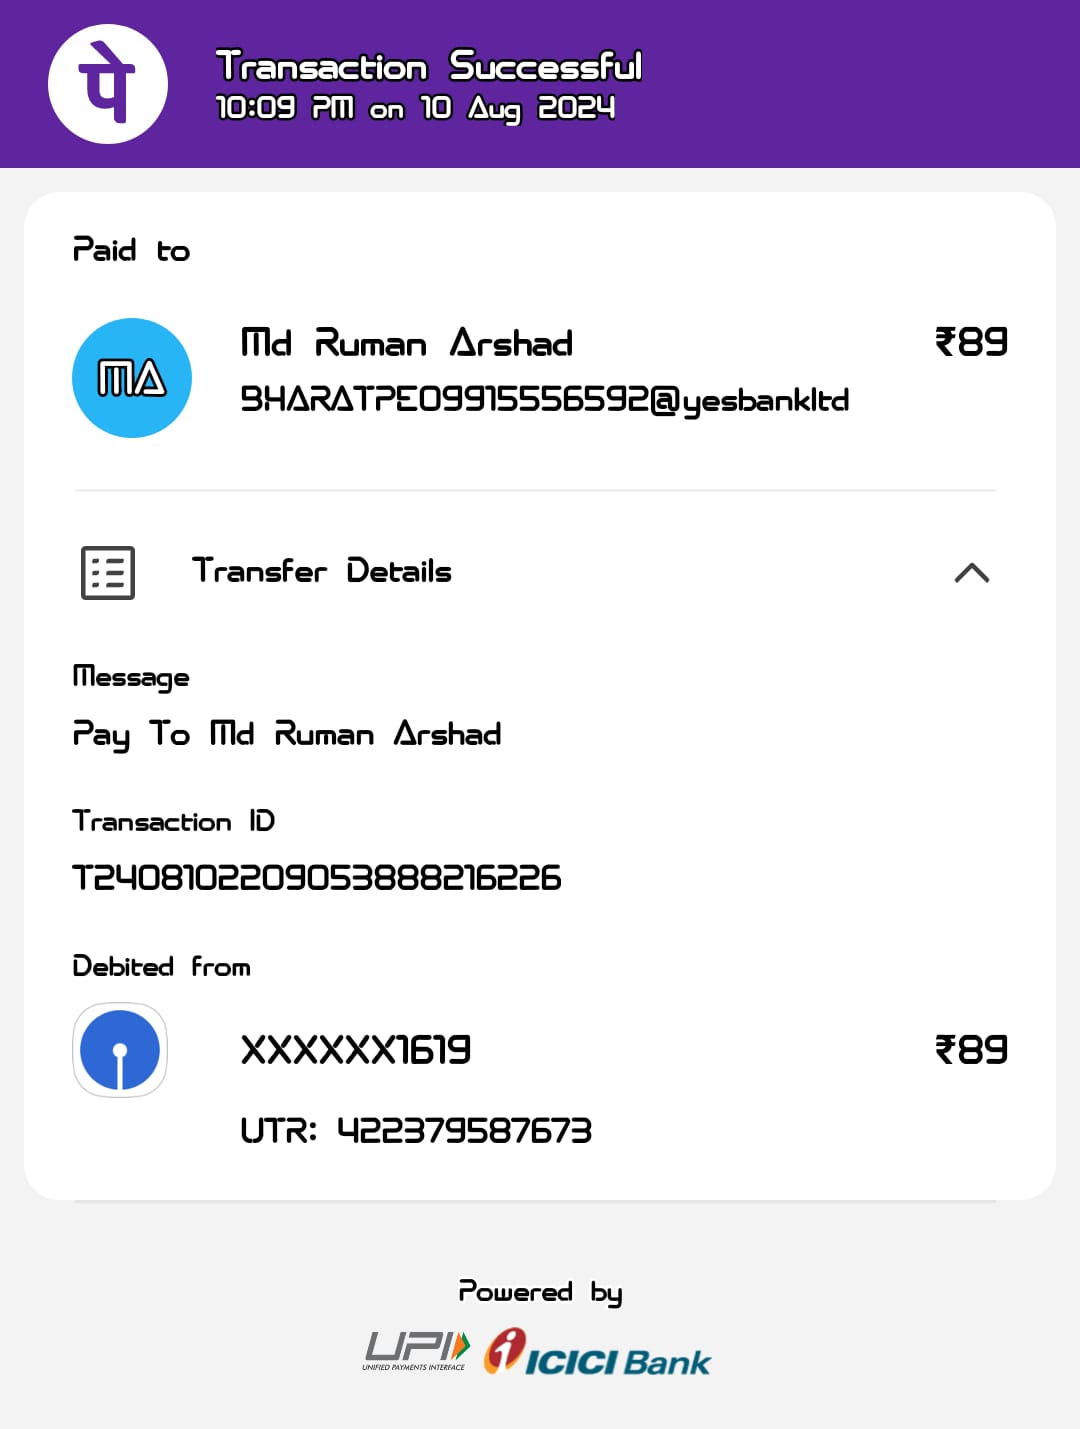 पे
Transaction Successful
10:09 PM on 10 Aug 2024
Paid to
MA
Md Ruman Arshad
₹89
BHARATPE09915556592@yesbankltd
Transfer Details
Message
Pay To Md Ruman Arshad
Transaction ID
T2408102209053888216226
Debited from
XXXXXX1619
₹89
UTR: 422379587673
Powered by
UPI
UNIFIED PAYMENTS INTERFACE
ICICI Bank